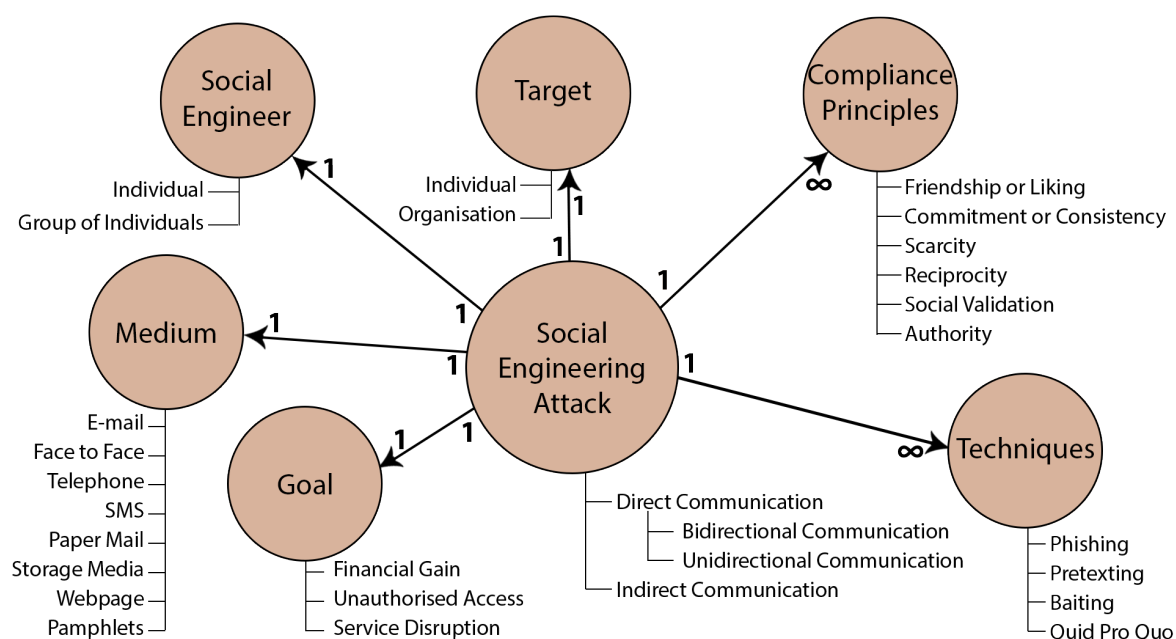 Social
Engineer
1
Individual
Group of Individuals
Target
1
Individual
Organisation
1
Compliance
Principles
∞
1
Friendship or Liking
Commitment or Consistency
Scarcity
Reciprocity
Social Validation
Authority
Medium
1
1
1
E-mail
Face to Face
Telephone
SMS
Paper Mail
Storage Media
Webpage
Pamphlets
Social
Engineering
Attack
Direct Communication
Bidirectional Communication
Unidirectional Communication
Indirect Communication
1
∞
Techniques
Phishing
Pretexting
Baiting
Quid Pro Quo
Goal
1
1
Financial Gain
Unauthorised Access
Service Disruption